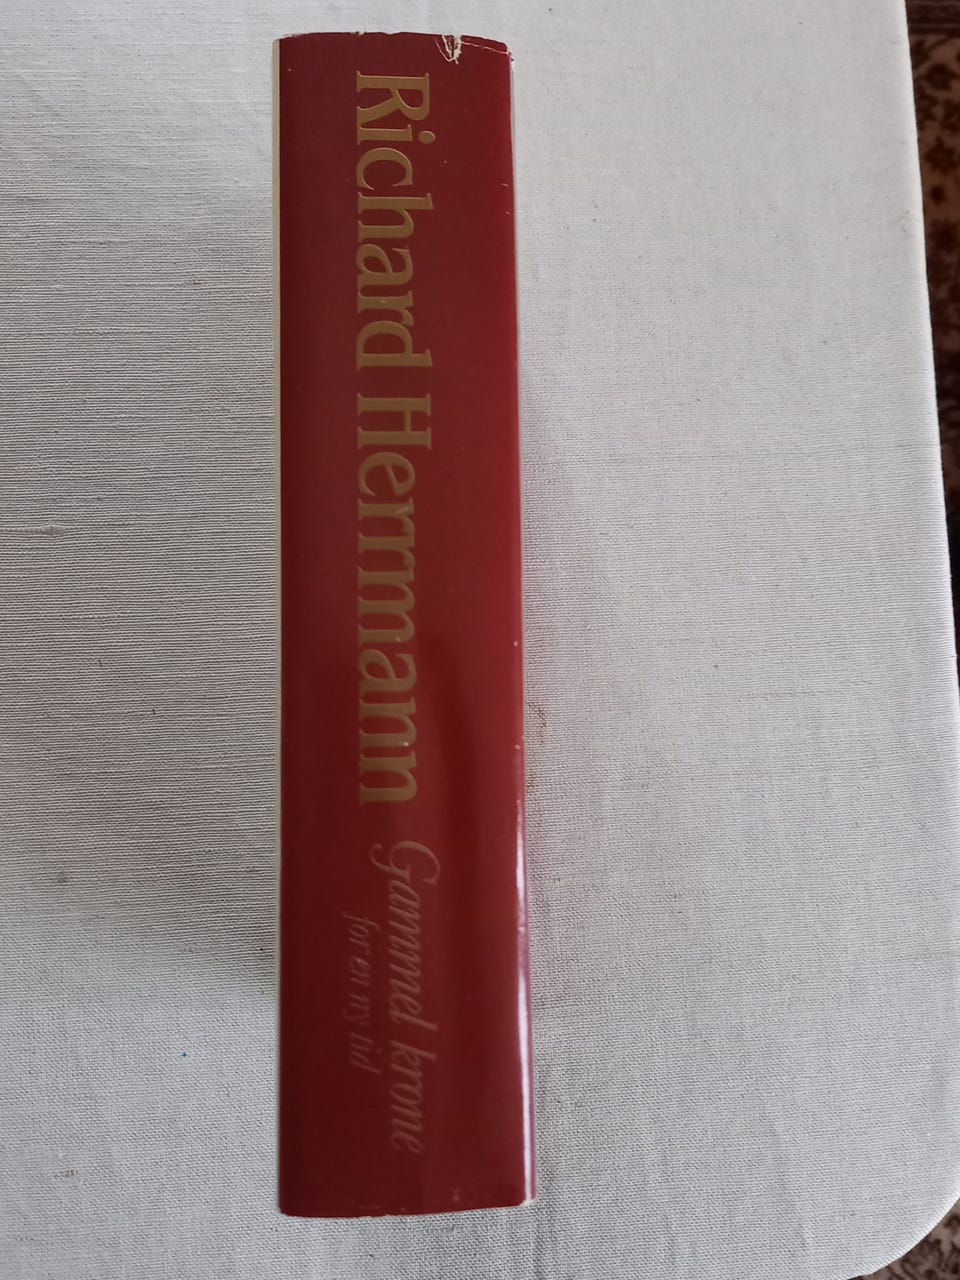 Richard Herrmann
Gammel krone
for en ny tid